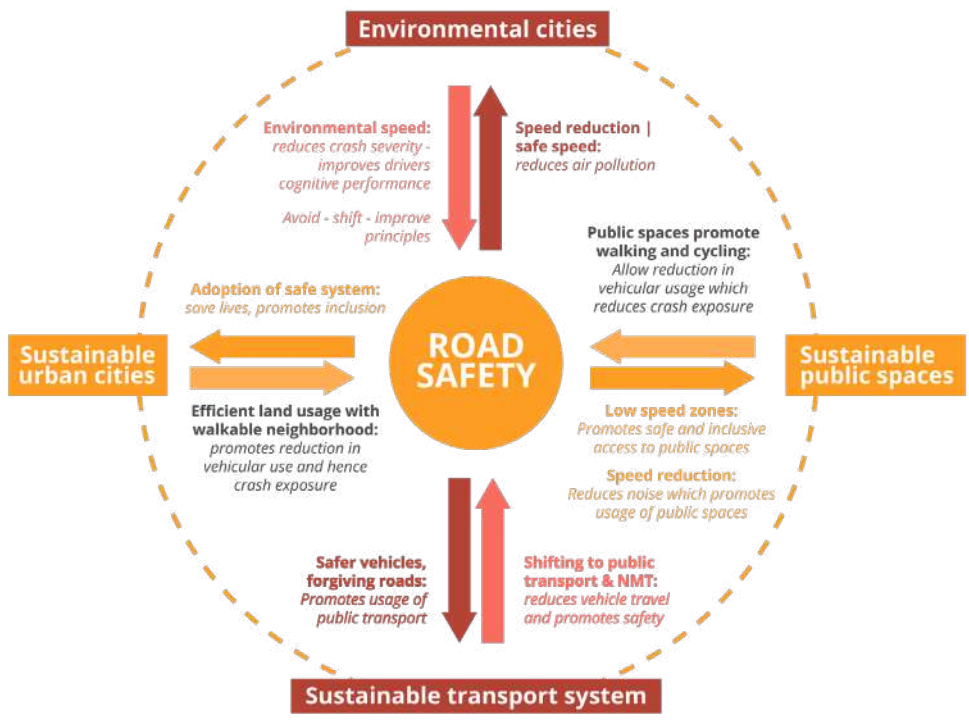 Environmental cities
Environmental speed:
reduces crash severity -
improves drivers
cognitive performance
Avoid - shift - improve
principles
Speed reduction |
safe speed:
reduces air pollution
Public spaces promote
walking and cycling:
Allow reduction in
vehicular usage which
reduces crash exposure
Adoption of safe system:
save lives, promotes inclusion
Sustainable
urban cities
ROAD
SAFETY
Sustainable
public spaces
Efficient land usage with
walkable neighborhood:
promotes reduction in
vehicular use and hence
crash exposure
Low speed zones:
Promotes safe and inclusive
access to public spaces
Speed reduction:
Reduces noise which promotes
usage of public spaces
Safer vehicles,
forgiving roads:
Promotes usage of
public transport
Shifting to public
transport & NMT:
reduces vehicle travel
and promotes safety
Sustainable transport system